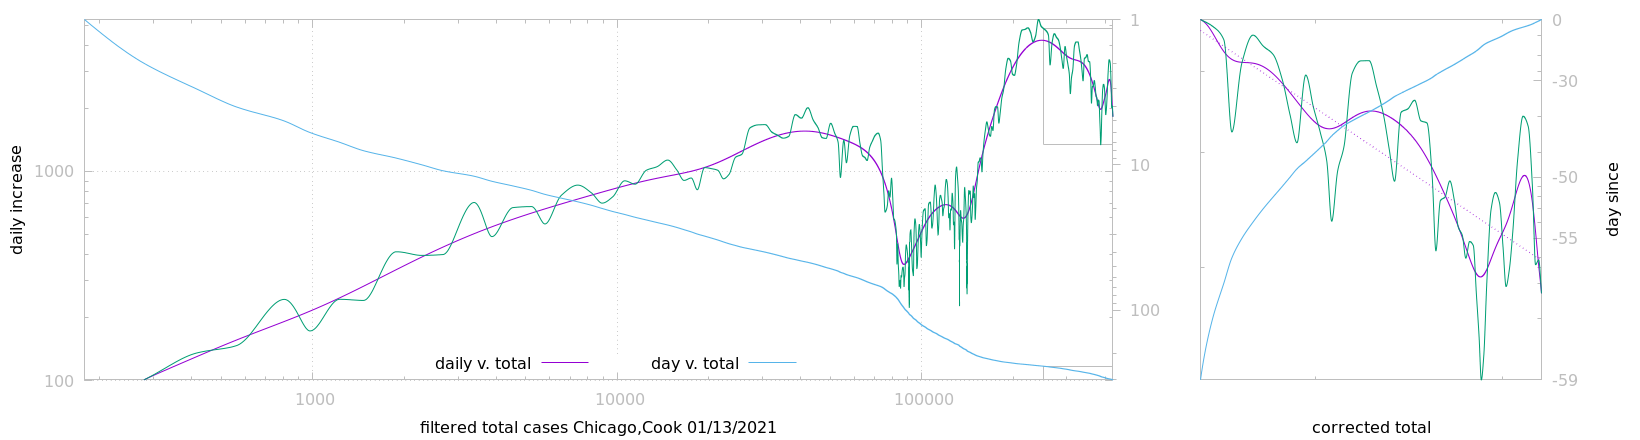 1
0
-30
1000
10
-50
daily increase
day since
-55
100
daily v. total
day v. total
100
-59
1000
10000
100000
filtered total cases Chicago,Cook 01/13/2021
corrected total